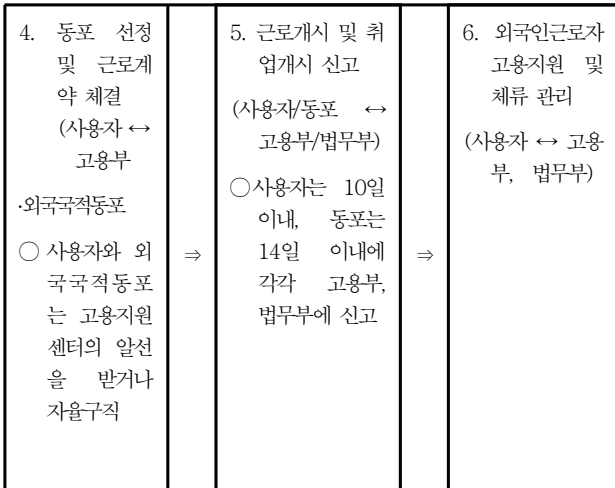 4. 동포 선정
및 근로계
약 체결
(사용자 ↔
고용부
·외국국적동포
○ 사용자와 외
국국적동포
는 고용지원
센터의 알선
을 받거나
자율구직
⇒
5. 근로개시 및 취
업개시 신고
(사용자/동포 ↔
고용부/법무부)
○사용자는 10일
이내, 동포는
14일 이내에
각각 고용부,
법무부에 신고
⇒
6. 외국인근로자
고용지원 및
체류 관리
(사용자 ↔ 고용
부, 법무부)